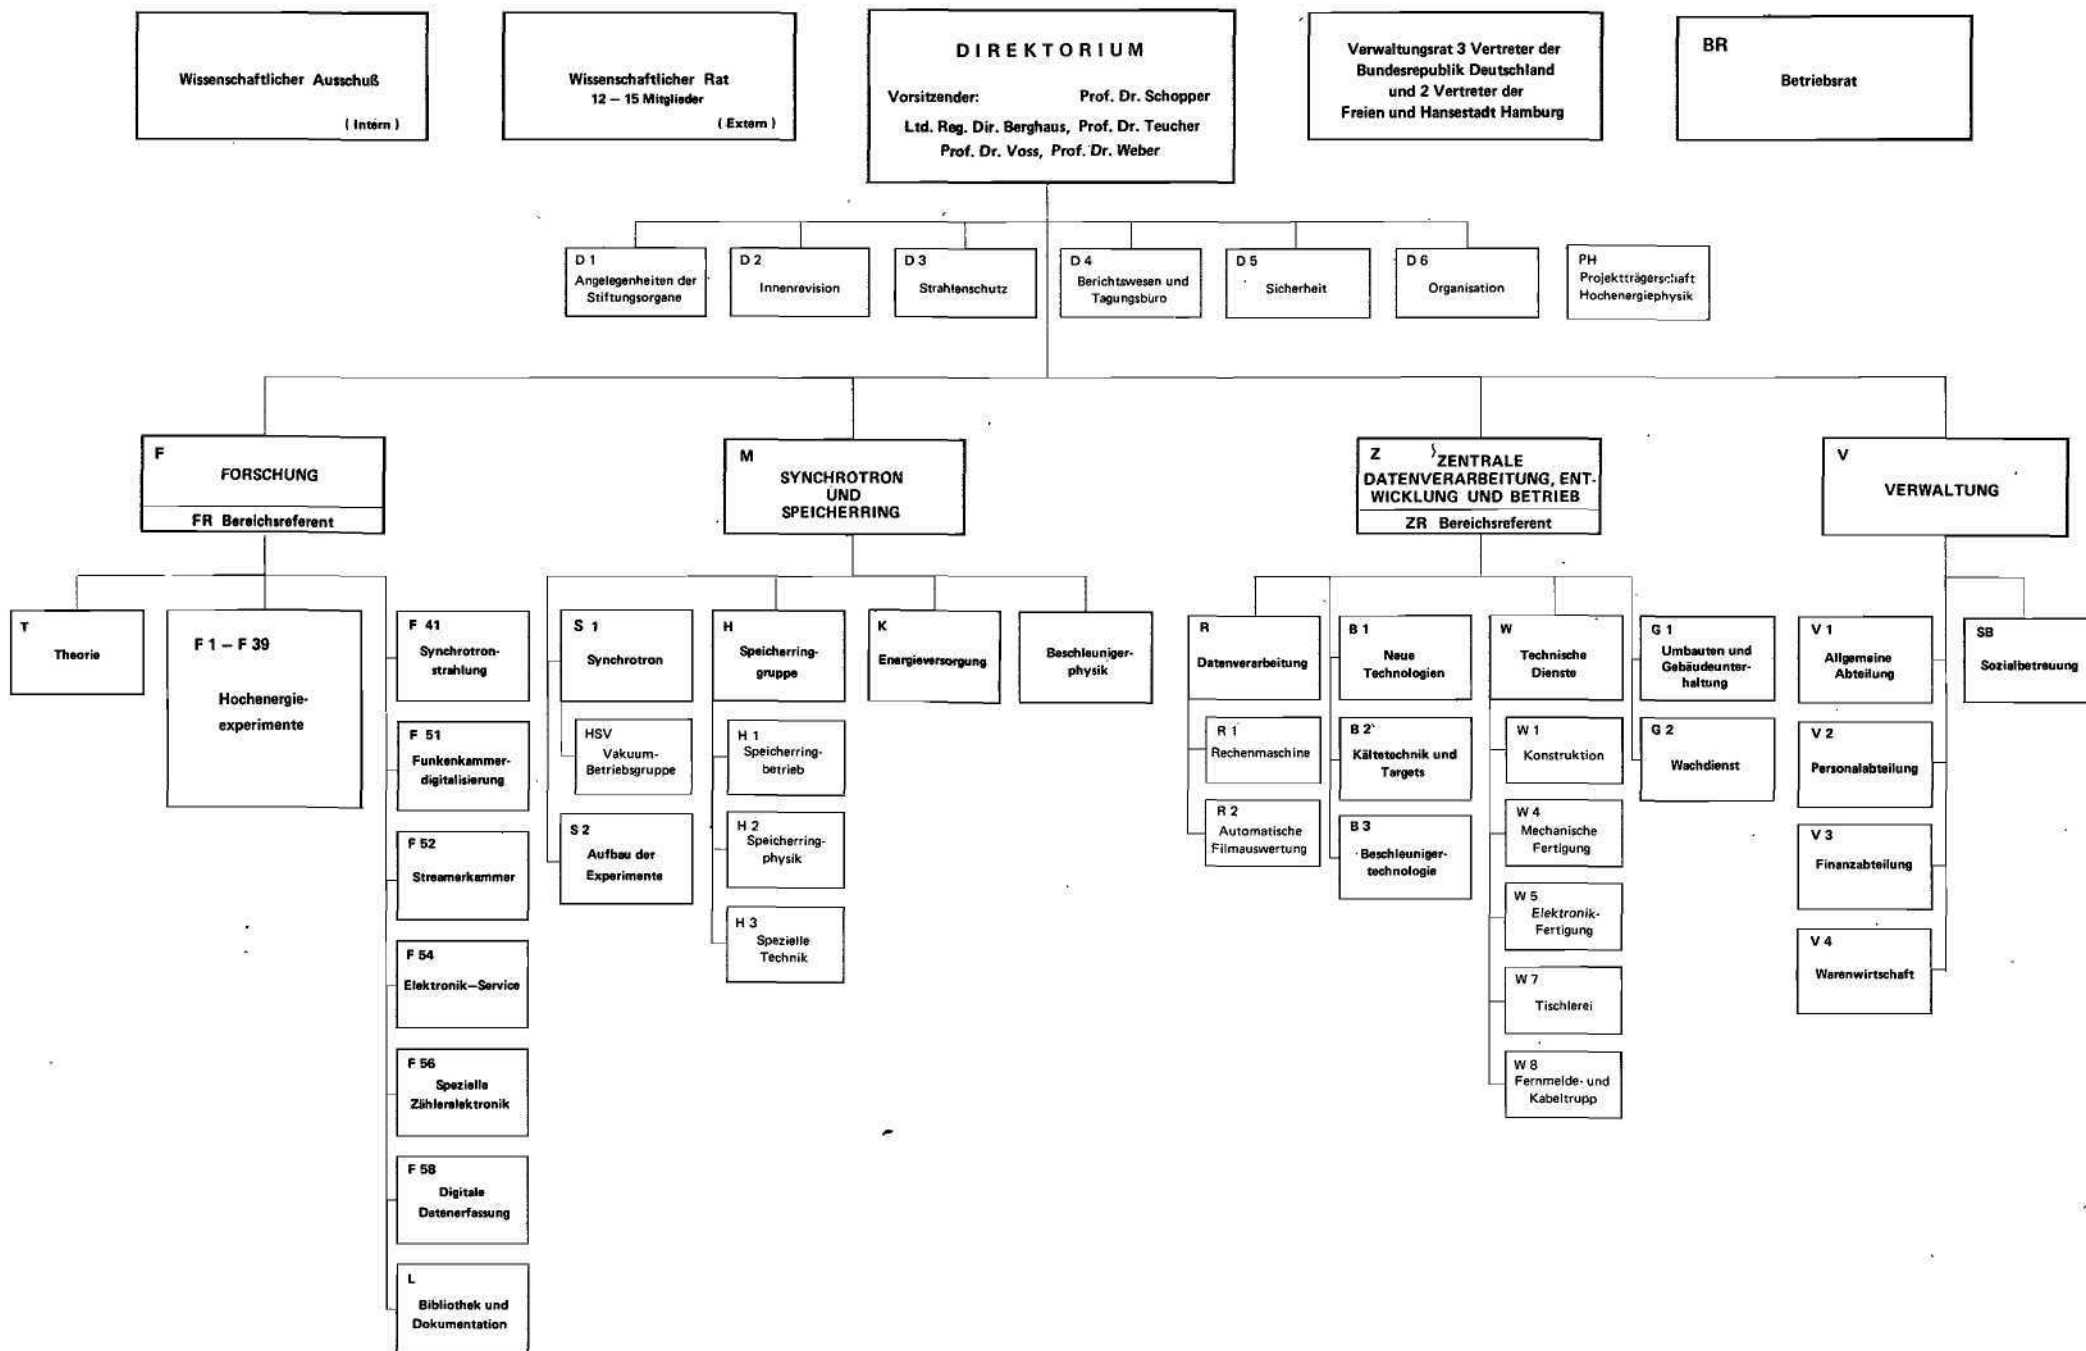 Wissenschaftlicher Ausschuß
( Intern )
Wissenschaftlicher Rat
12 – 15 Mitglieder
( Extern )
DIREKTORIUM
Vorsitzender: Prof. Dr. Schopper
Ltd. Reg. Dir. Berghaus, Prof. Dr. Teucher
Prof. Dr. Voss, Prof. Dr. Weber
Verwaltungsrat 3 Vertreter der
Bundesrepublik Deutschland
und 2 Vertreter der
Freien und Hansestadt Hamburg
BR
Betriebsrat
D 1
Angelegenheiten der
Stiftungsorgane
D 2
Innenrevision
D 3
Strahlenschutz
D 4
Berichtswesen und
Tagungsbüro
D 5
Sicherheit
D 6
Organisation
PH
Projektträgerschaft
Hochenergiephysik
F
FORSCHUNG
FR Bereichsreferent
M
SYNCHROTRON
UND
SPEICHERRING
Z
ZENTRALE
DATENVERARBEITUNG, ENT-
WICKLUNG UND BETRIEB
ZR Bereichsreferent
V
VERWALTUNG
T
Theorie
F 1 – F 39
Hochenergie-
experimente
F 41
Synchrotron-
strahlung
F 51
Funkenkammer-
digitalisierung
F 52
Streamerkammer
F 54
Elektronik–Service
F 56
Spezielle
Zählerelektronik
F 58
Digitale
Datenerfassung
L
Bibliothek und
Dokumentation
S 1
Synchrotron
HSV
Vakuum-
Betriebsgruppe
S 2
Aufbau der
Experimente
H
Speicherring-
gruppe
H 1
Speicherring-
betrieb
H 2
Speicherring-
physik
H 3
Spezielle
Technik
K
Energieversorgung
Beschleuniger-
physik
R
Datenverarbeitung
R 1
Rechenmaschine
R 2
Automatische
Filmauswertung
B 1
Neue
Technologien
B 2
Kältetechnik und
Targets
B 3
Beschleuniger-
technologie
W
Technische
Dienste
W 1
Konstruktion
W 4
Mechanische
Fertigung
W 5
Elektronik-
Fertigung
W 7
Tischlerei
W 8
Fernmelde- und
Kabeltrupp
G 1
Umbauten und
Gebäudeunter-
haltung
G 2
Wachdienst
V 1
Allgemeine
Abteilung
V 2
Personalabteilung
V 3
Finanzabteilung
V 4
Warenwirtschaft
SB
Sozialbetreuung